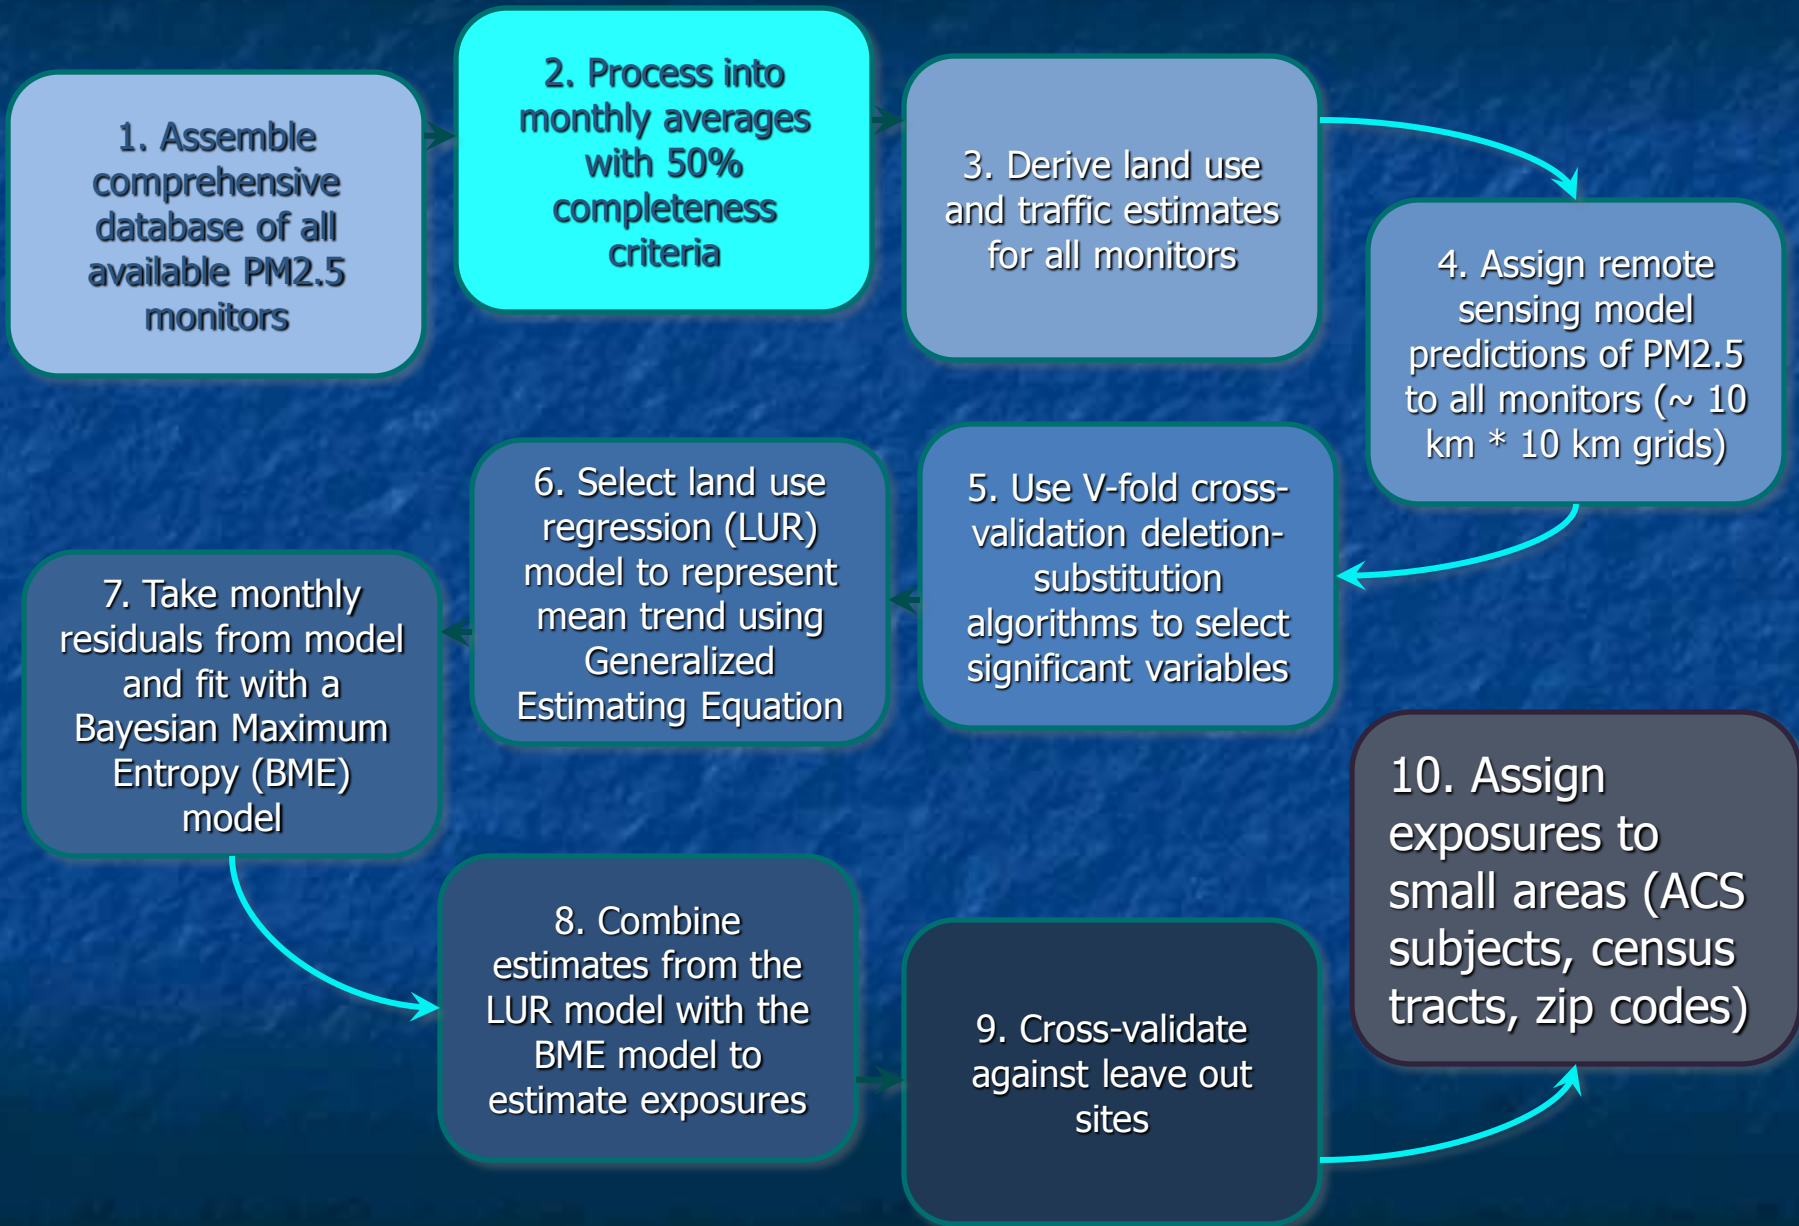 1. Assemble
comprehensive
database of all
available PM2.5
monitors
2. Process into
monthly averages
with 50%
completeness
criteria
3. Derive land use
and traffic estimates
for all monitors
4. Assign remote
sensing model
predictions of PM2.5
to all monitors (~ 10
km * 10 km grids)
5. Use V-fold cross-
validation deletion-
substitution
algorithms to select
significant variables
6. Select land use
regression (LUR)
model to represent
mean trend using
Generalized
Estimating Equation
7. Take monthly
residuals from model
and fit with a
Bayesian Maximum
Entropy (BME)
model
8. Combine
estimates from the
LUR model with the
BME model to
estimate exposures
9. Cross-validate
against leave out
sites
10. Assign
exposures to
small areas (ACS
subjects, census
tracts, zip codes)